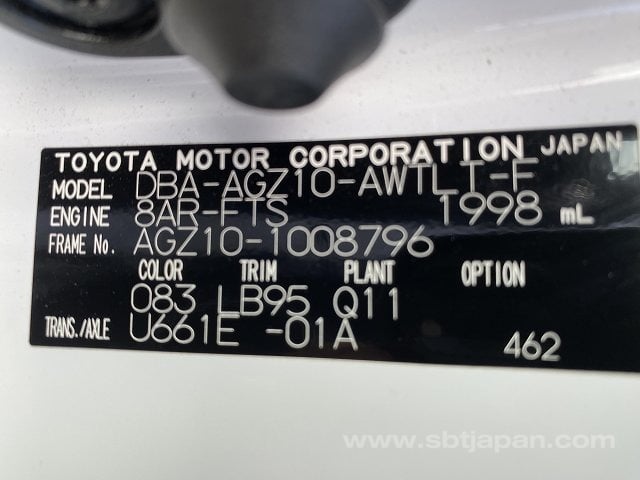 TOYOTA MOTOR CORPORATION JAPAN
MODEL DBA-AGZ10-AWTLT-F
ENGINE 8AR-FTS 1998 mL
FRAME No. AGZ10-1008796
COLOR TRIM PLANT OPTION
083 LB95 Q11
TRANS./AXLE U661E -01A 462
www.sbtjapan.com